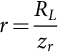 r = R_L / z_r